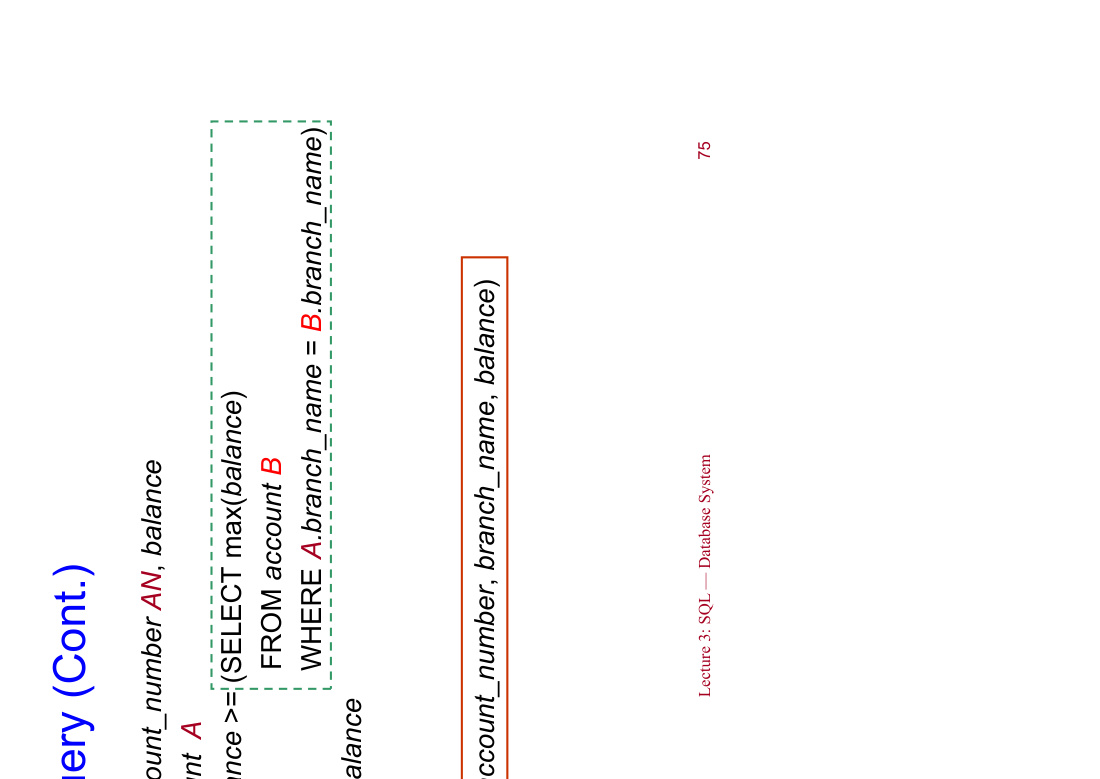 uery (Cont.)
ount_number AN, balance
nt A
nce >= (SELECT max(balance)
FROM account B
WHERE A.branch_name = B.branch_name)
alance
ccount_number, branch_name, balance)
Lecture 3: SQL — Database System
75